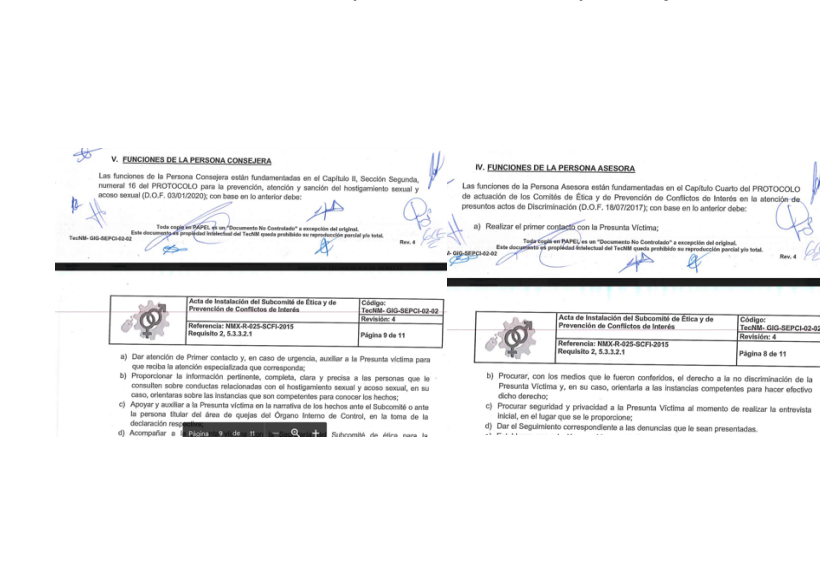 V. FUNCIONES DE LA PERSONA CONSEJERA
Las funciones de la Persona Consejera están fundamentadas en el Capítulo II, Sección Segunda,
numeral 16 del PROTOCOLO para la prevención, atención y sanción del hostigamiento sexual y
acoso sexual (D.O.F. 03/01/2020); con base en lo anterior debe:
Toda copia en PAPEL es un "Documento No Controlado" a excepción del original.
Este documento es propiedad intelectual del TecNM queda prohibido su reproducción parcial y/o total.
TecNM- GIG-SEPCI-02-02
Rev. 4
Acta de Instalación del Subcomité de Ética y de
Prevención de Conflictos de Interés
Código:
TecNM- GIG-SEPCI-02-02
Revisión: 4
Referencia: NMX-R-025-SCFI-2015
Requisito 2, 5.3.3.2.1
Página 9 de 11
a) Dar atención de Primer contacto y, en caso de urgencia, auxiliar a la Presunta víctima para
que reciba la atención especializada que corresponda;
b) Proporcionar la información pertinente, completa, clara y precisa a las personas que le
consulten sobre conductas relacionadas con el hostigamiento sexual y acoso sexual, en su
caso, orientaras sobre las instancias que son competentes para conocer los hechos;
c) Apoyar y auxiliar a la Presunta víctima en la narrativa de los hechos ante el Subcomité o ante
la persona titular del área de quejas del Órgano Interno de Control, en la toma de la
declaración
d) Acompañar a Subcomité de ética para la
Página 9 de 11
IV. FUNCIONES DE LA PERSONA ASESORA
Las funciones de la Persona Asesora están fundamentadas en el Capítulo Cuarto del PROTOCOLO
de actuación de los Comités de Ética y de Prevención de Conflictos de Interés en la atención de
presuntos actos de Discriminación (D.O.F. 18/07/2017); con base en lo anterior debe:
a) Realizar el primer contacto con la Presunta Víctima;
Toda copia en PAPEL es un "Documento No Controlado" a excepción del original.
Este documento es propiedad intelectual del TecNM queda prohibido su reproducción parcial y/o total.
- GIG-SEPCI-02-02
Rev. 4
Acta de Instalación del Subcomité de Ética y de
Prevención de Conflictos de Interés
Código:
TecNM- GIG-SEPCI-02-02
Revisión: 4
Referencia: NMX-R-025-SCFI-2015
Requisito 2, 5.3.3.2.1
Página 8 de 11
b) Procurar, con los medios que le fueron conferidos, el derecho a la no discriminación de la
Presunta Víctima y, en su caso, orientarla a las instancias competentes para hacer efectivo
dicho derecho;
c) Procurar seguridad y privacidad a la Presunta Víctima al momento de realizar la entrevista
inicial, en el lugar que se le proporcione;
d) Dar el Seguimiento correspondiente a las denuncias que le sean presentadas.